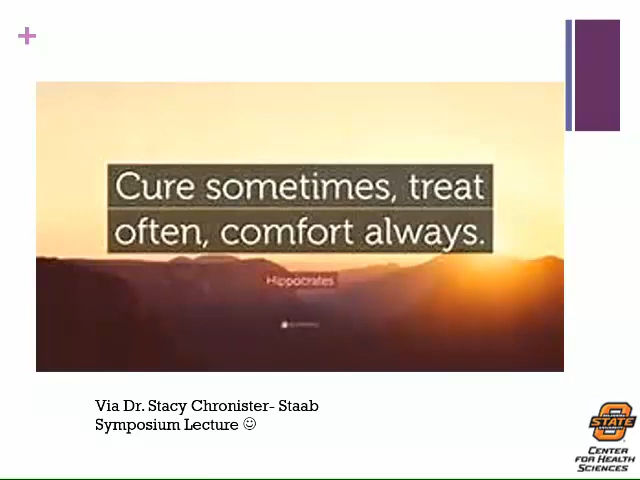 +
Cure sometimes, treat
often, comfort always.
Hippocrates
Via Dr. Stacy Chronister- Staab
Symposium Lecture ☺
STATE
CENTER
FOR HEALTH
SCIENCES